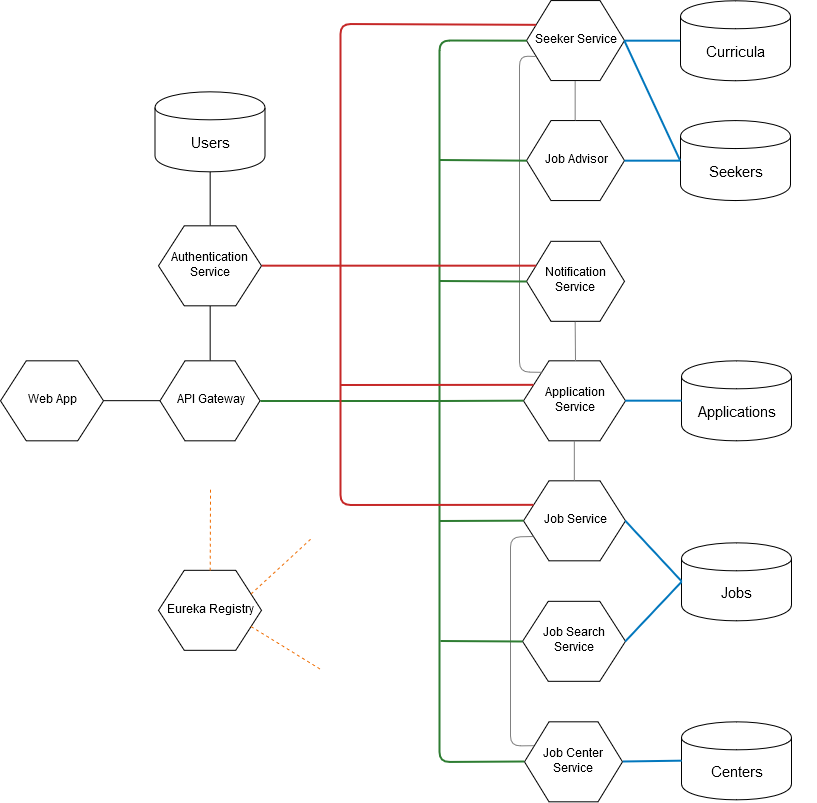 Seeker Service
Curricula
Users
Job Advisor
Seekers
Authentication
Service
Notification
Service
Web App
API Gateway
Application
Service
Applications
Job Service
Eureka Registry
Jobs
Job Search
Service
Job Center
Service
Centers